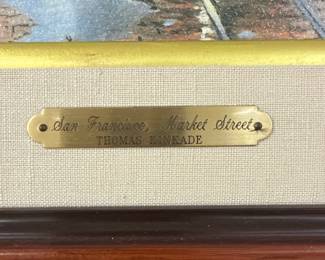 San Francisco, Market Street
THOMAS KINKADE